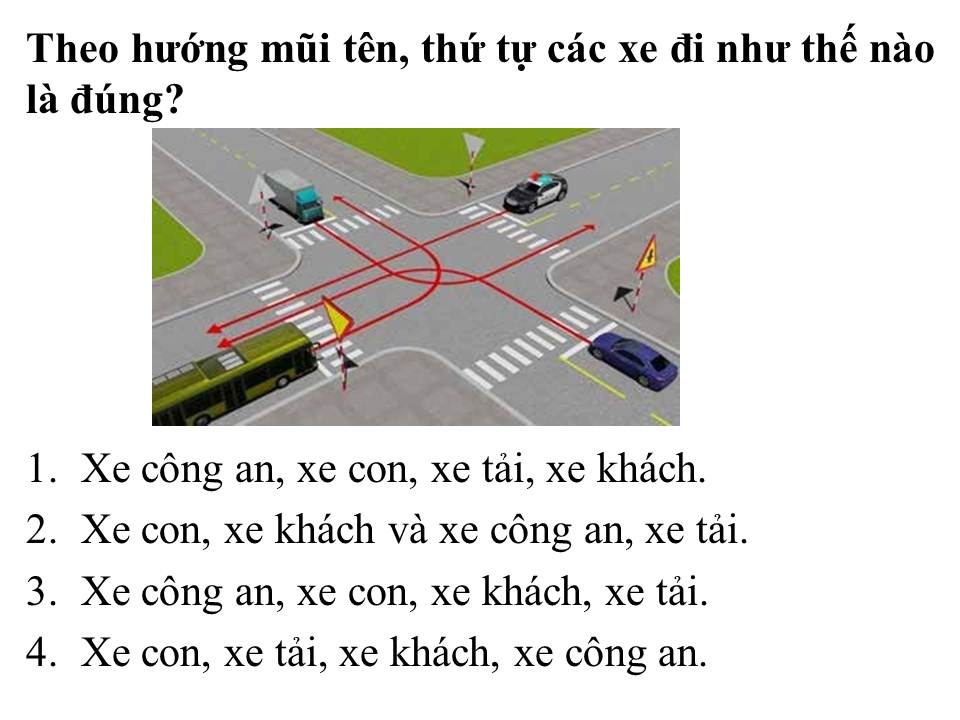 Theo hướng mũi tên, thứ tự các xe đi như thế nào
là đúng?
1. Xe công an, xe con, xe tải, xe khách.
2. Xe con, xe khách và xe công an, xe tải.
3. Xe công an, xe con, xe khách, xe tải.
4. Xe con, xe tải, xe khách, xe công an.